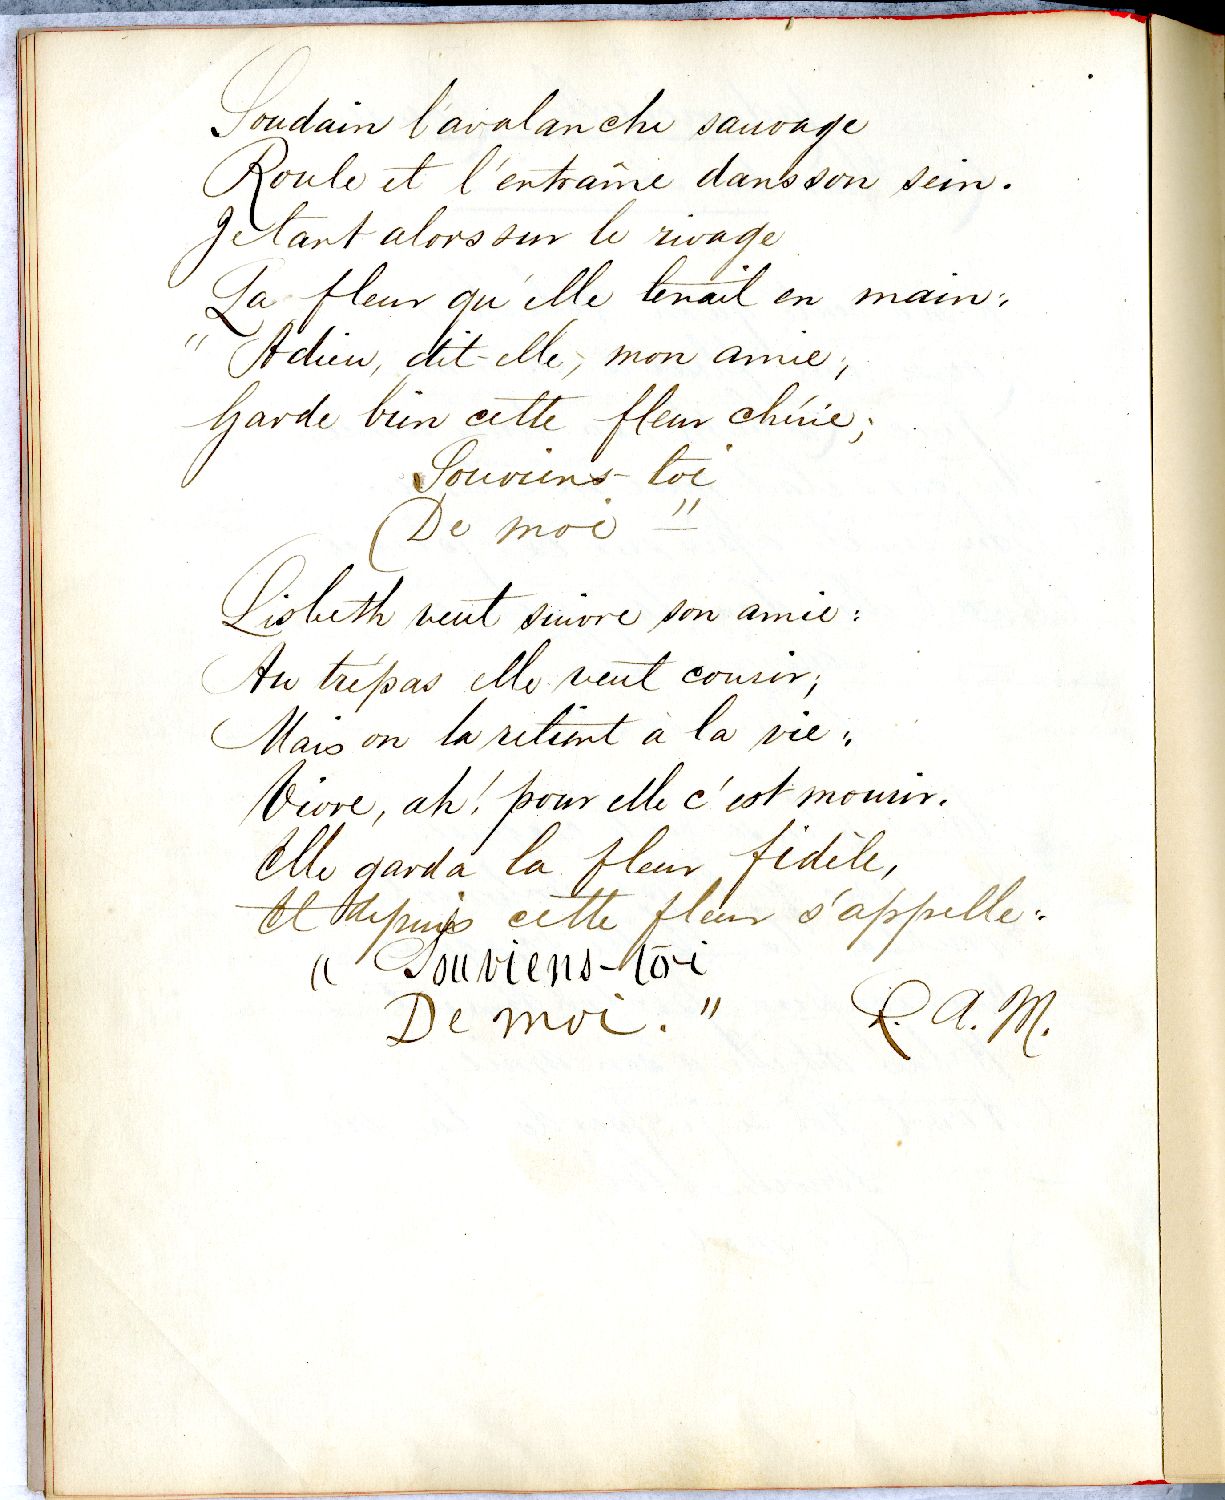 Soudain l'avalanche sauvage
Roule et l'entraîne dans son sein.
Jetant alors sur le rivage
La fleur qu'elle tenait en main:
" Adieu, dit-elle, mon amie,
Garde bien cette fleur chérie;
Souviens-toi
De moi "
Lisbeth veut suivre son amie:
Au trépas elle veut courir;
Mais on la retient à la vie:
Vivre, ah! pour elle c'est mourir.
Elle garda la fleur fidèle,
Et depuis cette fleur s'appelle:
" Souviens-toi
De moi. "
A. M.